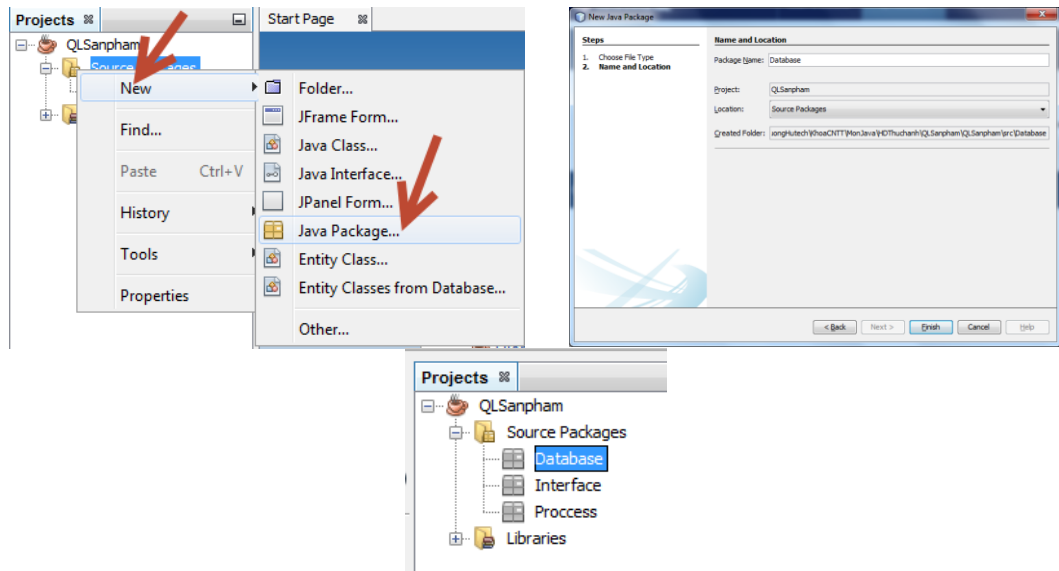 Projects
QLSanpham
Source Packages
New
Find...
Paste Ctrl+V
History
Tools
Properties
Start Page
Folder...
JFrame Form...
Java Class...
Java Interface...
JPanel Form...
Java Package...
Entity Class...
Entity Classes from Database...
Other...
New Java Package
Steps
1. Choose File Type
2. Name and Location
Name and Location
Package Name: Database
Project: QLSanpham
Location: Source Packages
Created Folder: iongHutech\KhoaCNTT\MonJava\HDThuchanh\QLSanpham\QLSanpham\src\Database
< Back Next > Finish Cancel Help
Projects
QLSanpham
Source Packages
Database
Interface
Proccess
Libraries